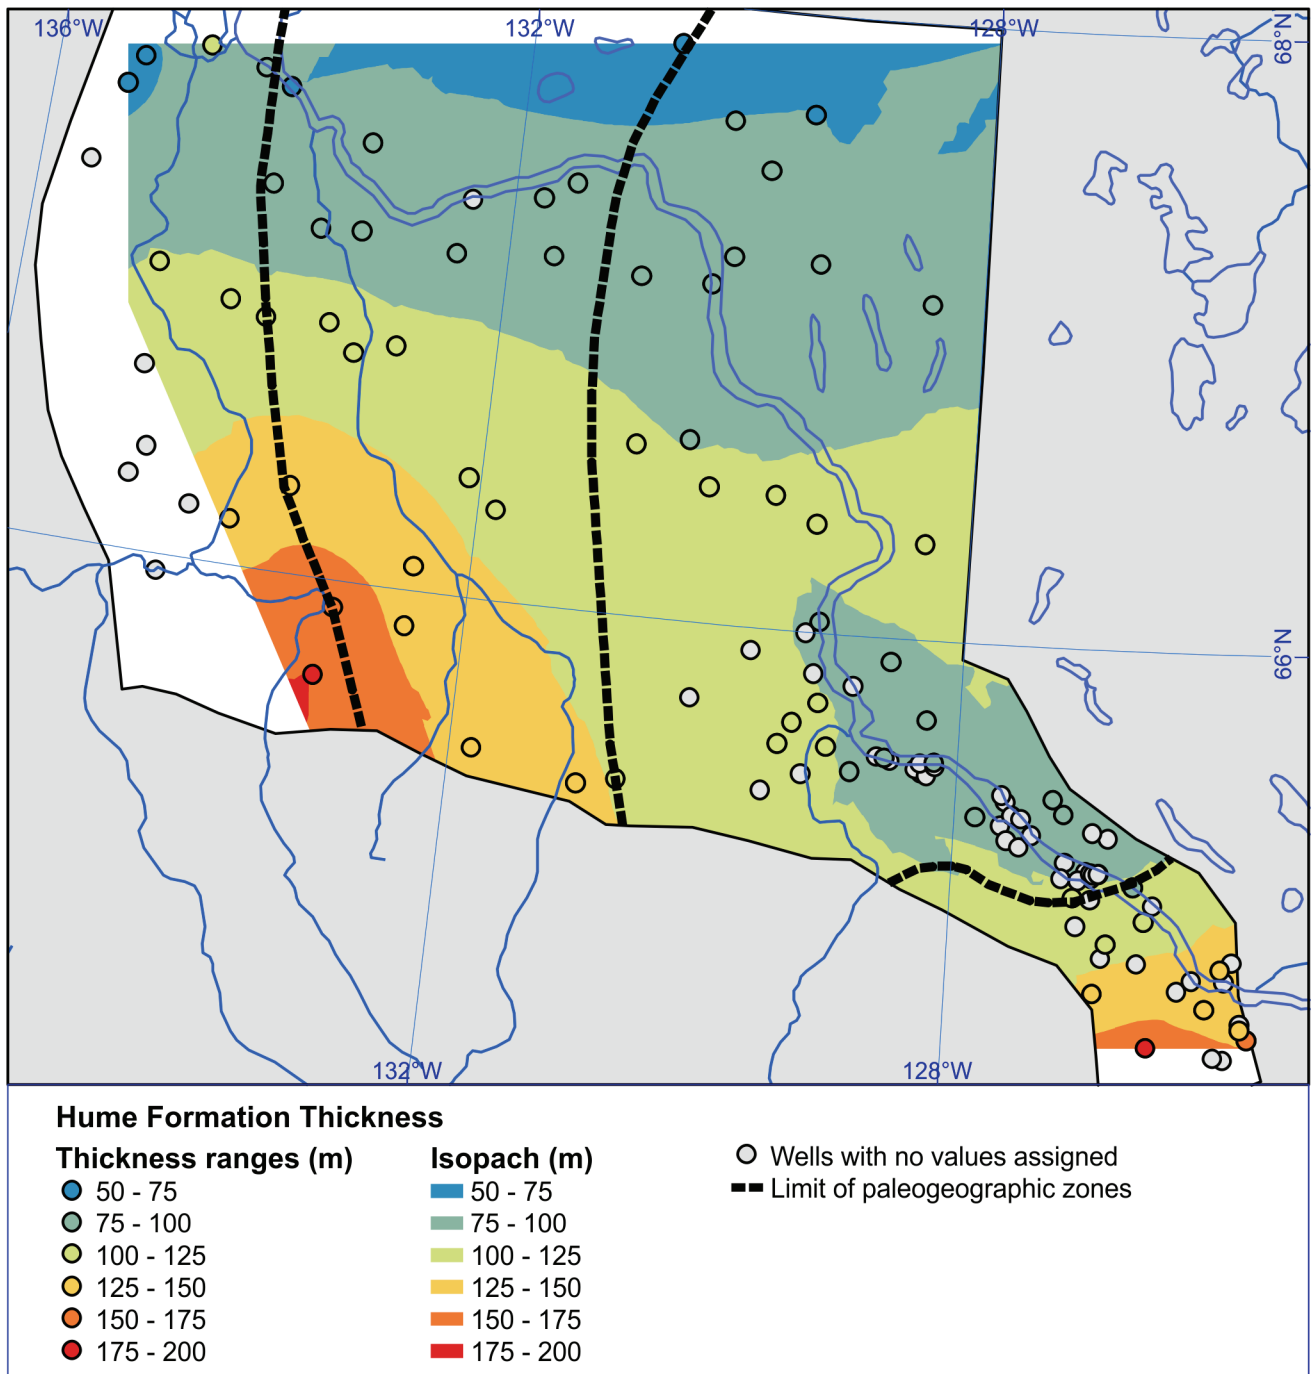 136°W 132°W 128°W
68°N
66°N
132°W 128°W
Hume Formation Thickness
Thickness ranges (m) Isopach (m)
Wells with no values assigned
Limit of paleogeographic zones
50 - 75 50 - 75
75 - 100 75 - 100
100 - 125 100 - 125
125 - 150 125 - 150
150 - 175 150 - 175
175 - 200 175 - 200